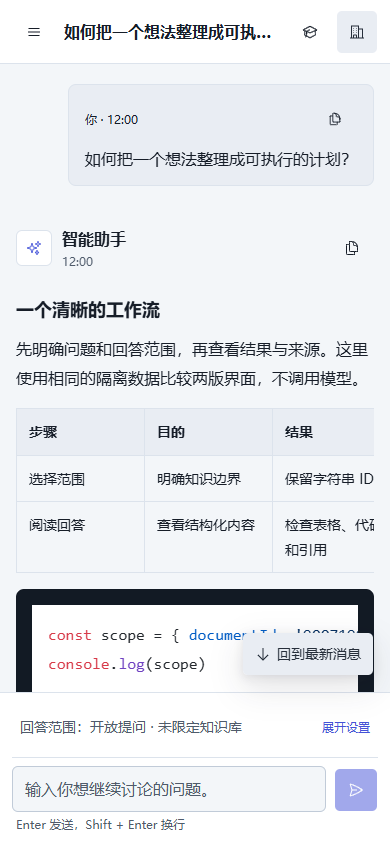 如何把一个想法整理成可执...
你 · 12:00
如何把一个想法整理成可执行的计划？
智能助手
12:00
一个清晰的工作流
先明确问题和回答范围，再查看结果与来源。这里
使用相同的隔离数据比较两版界面，不调用模型。
步骤 目的 结果
选择范围 明确知识边界 保留字符串 ID
阅读回答 查看结构化内容 检查表格、代
和引用
const scope = {
console.log(scope)
回到最新消息
回答范围：开放提问 · 未限定知识库
展开设置
输入你想继续讨论的问题。
Enter 发送，Shift + Enter 换行